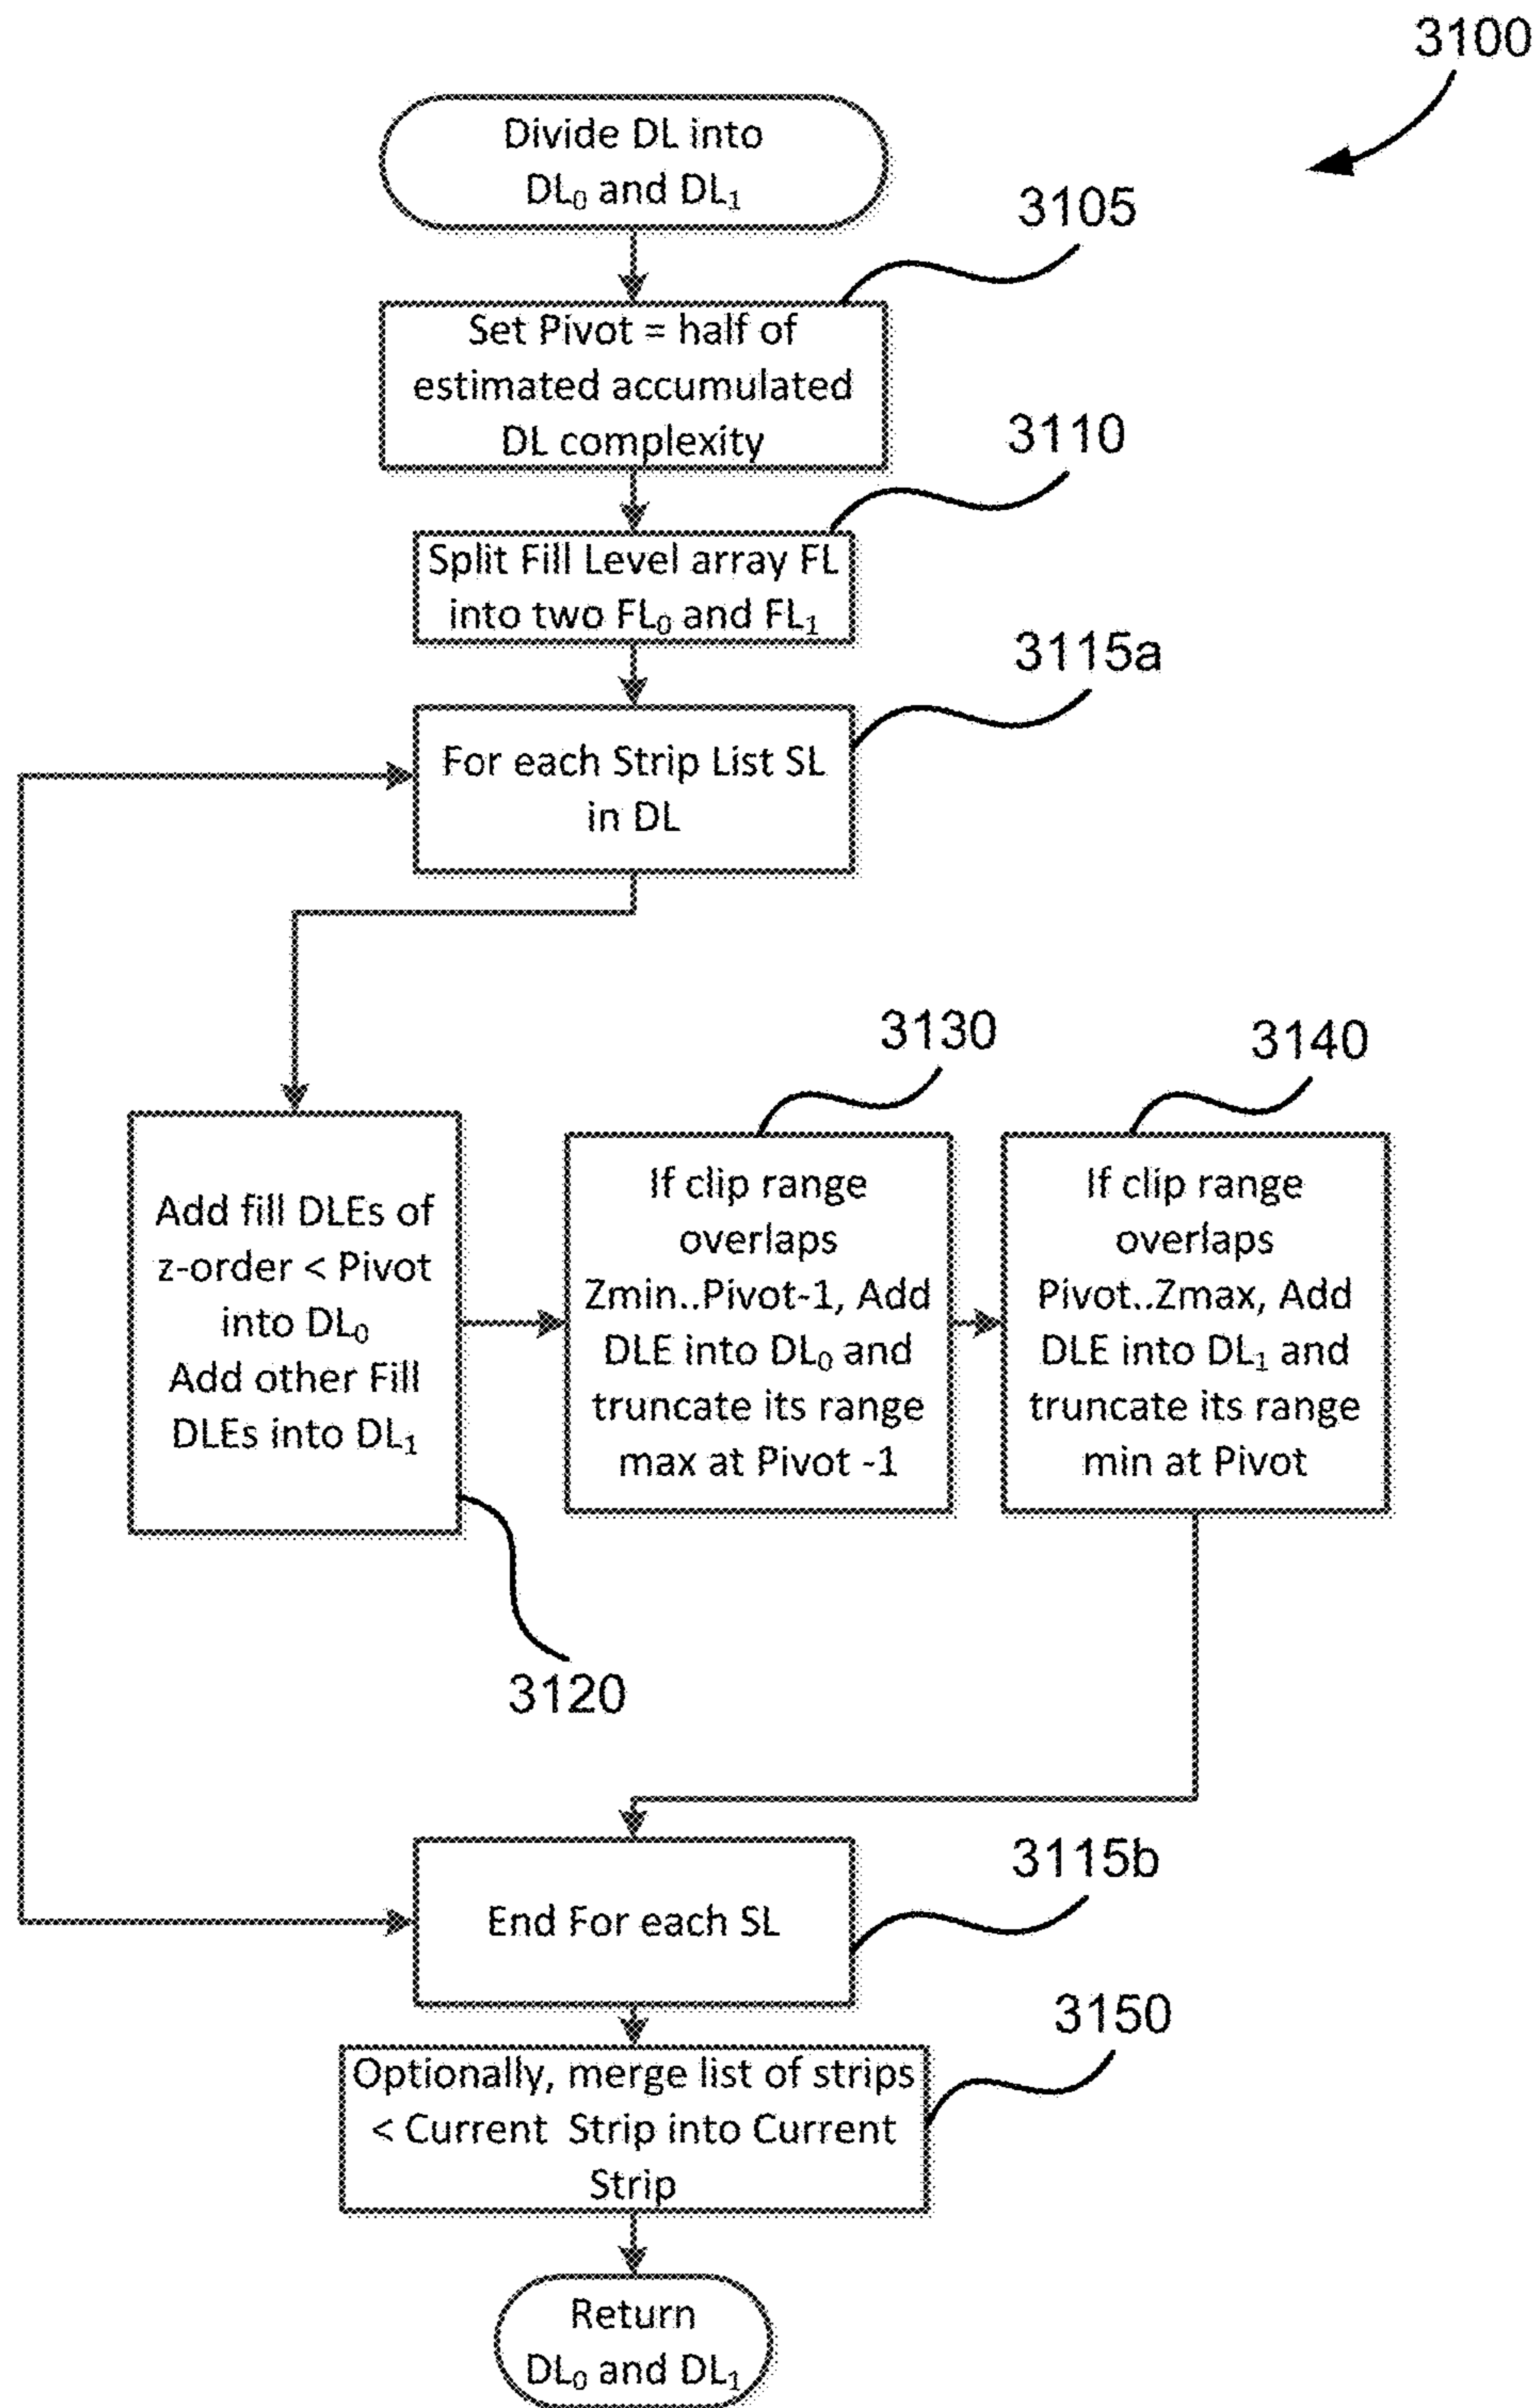 3100
Divide DL into
DL₀ and DL₁
3105
Set Pivot = half of
estimated accumulated
DL complexity
3110
Split Fill Level array FL
into two FL₀ and FL₁
3115a
For each Strip List SL
in DL
3130
3140
Add fill DLEs of
z-order < Pivot
into DL₀
Add other Fill
DLEs into DL₁
If clip range
overlaps
Zmin..Pivot-1, Add
DLE into DL₀ and
truncate its range
max at Pivot -1
If clip range
overlaps
Pivot..Zmax, Add
DLE into DL₁ and
truncate its range
min at Pivot
3120
3115b
End For each SL
3150
Optionally, merge list of strips
< Current Strip into Current
Strip
Return
DL₀ and DL₁